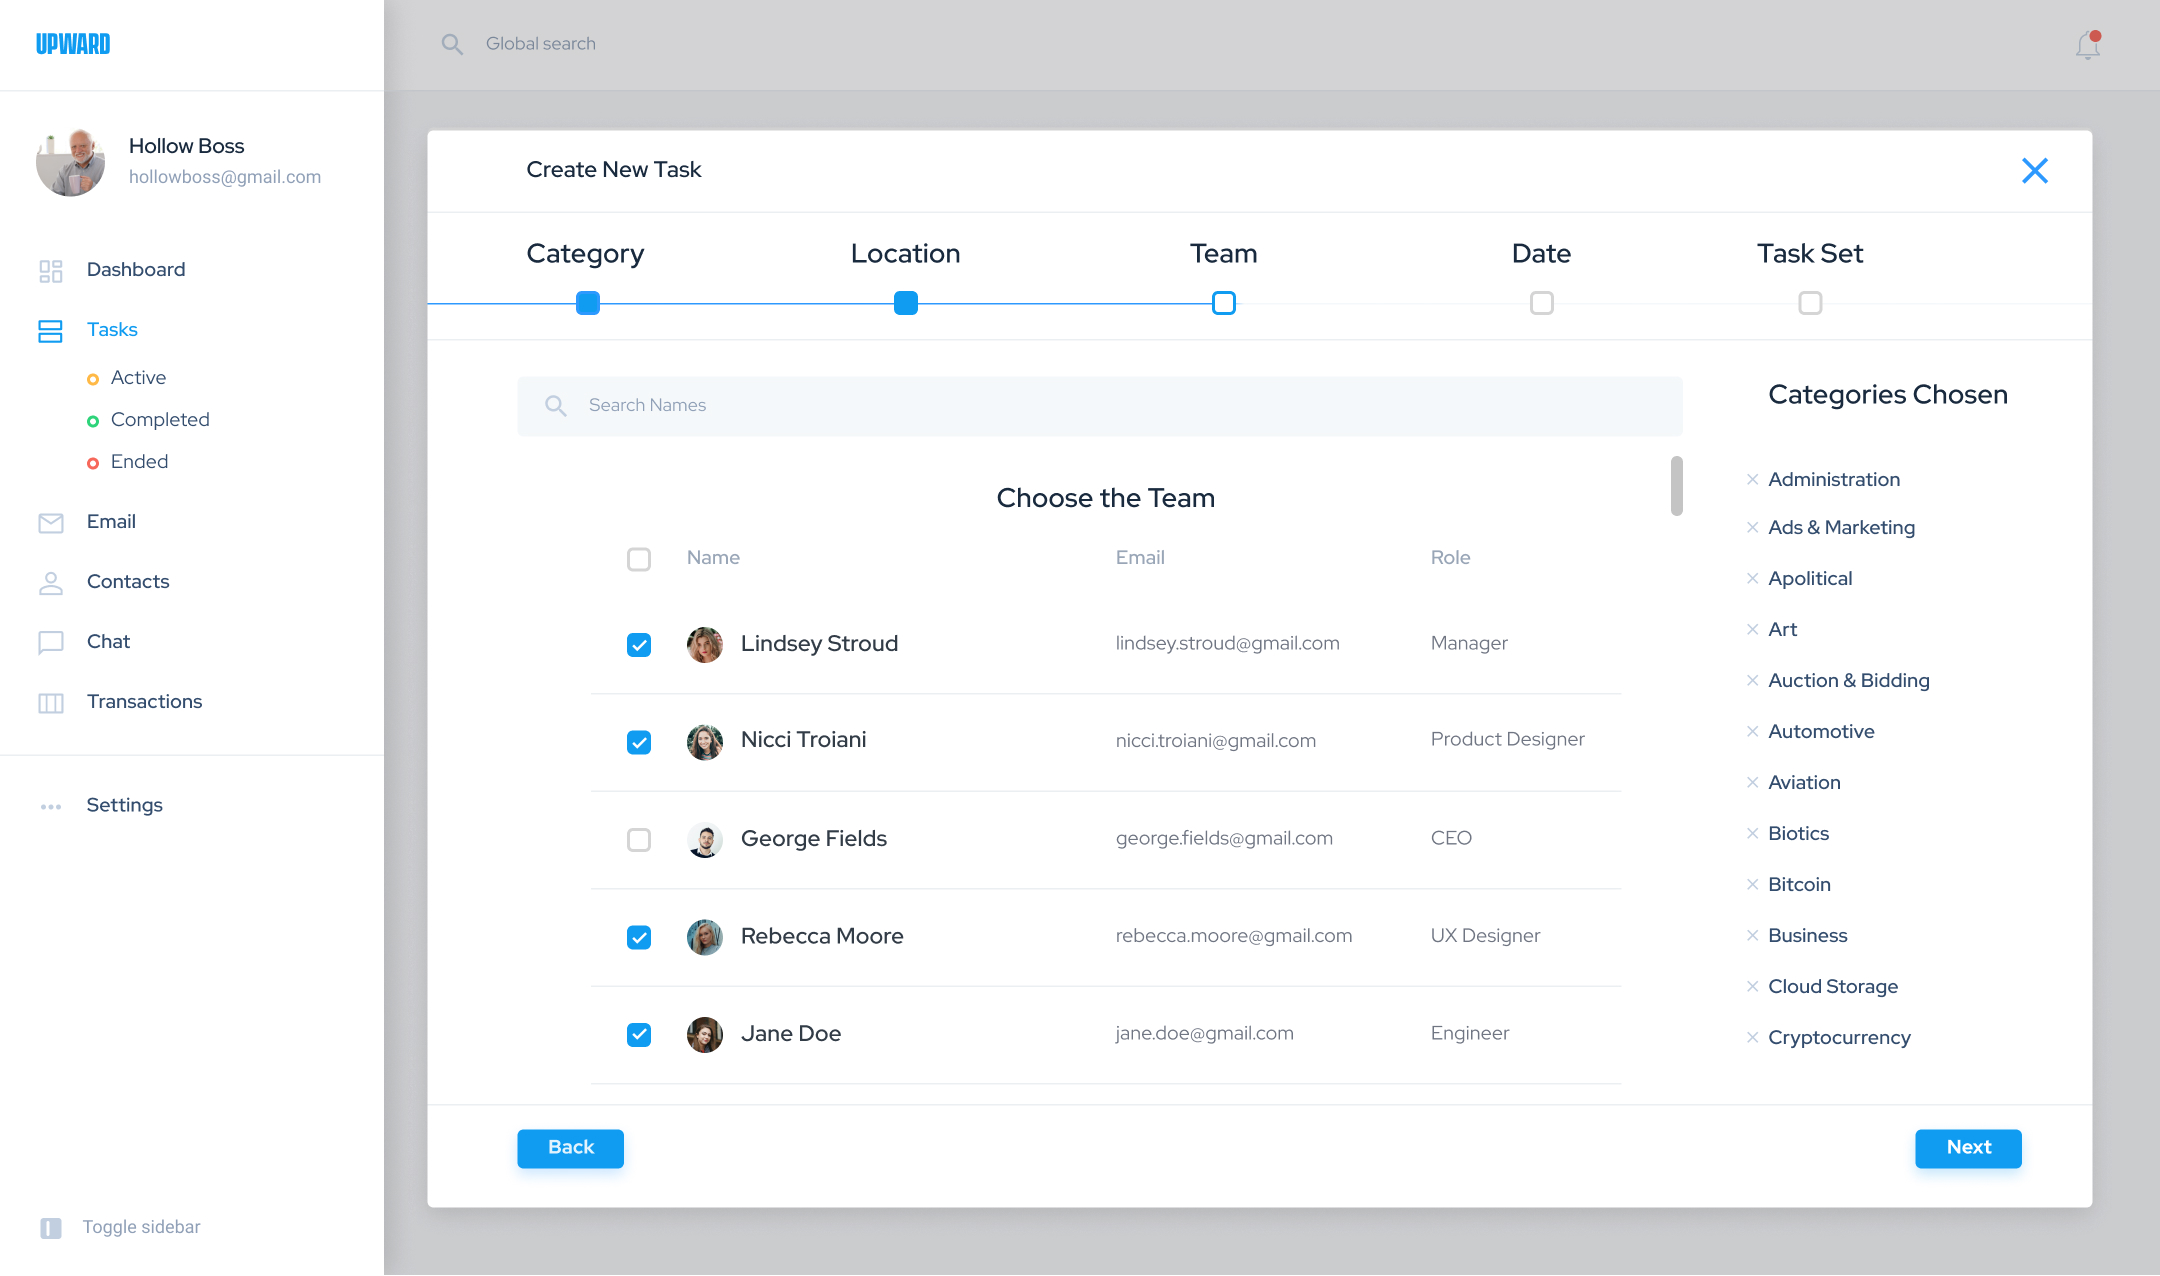 UPWARD
Global search
Hollow Boss
hollowboss@gmail.com
Dashboard
Tasks
Active
Completed
Ended
Email
Contacts
Chat
Transactions
Settings
Toggle sidebar
Create New Task
Category
Location
Team
Date
Task Set
Search Names
Choose the Team
Name Email Role
Lindsey Stroud lindsey.stroud@gmail.com Manager
Nicci Troiani nicci.troiani@gmail.com Product Designer
George Fields george.fields@gmail.com CEO
Rebecca Moore rebecca.moore@gmail.com UX Designer
Jane Doe jane.doe@gmail.com Engineer
Categories Chosen
Administration
Ads & Marketing
Apolitical
Art
Auction & Bidding
Automotive
Aviation
Biotics
Bitcoin
Business
Cloud Storage
Cryptocurrency
Back
Next